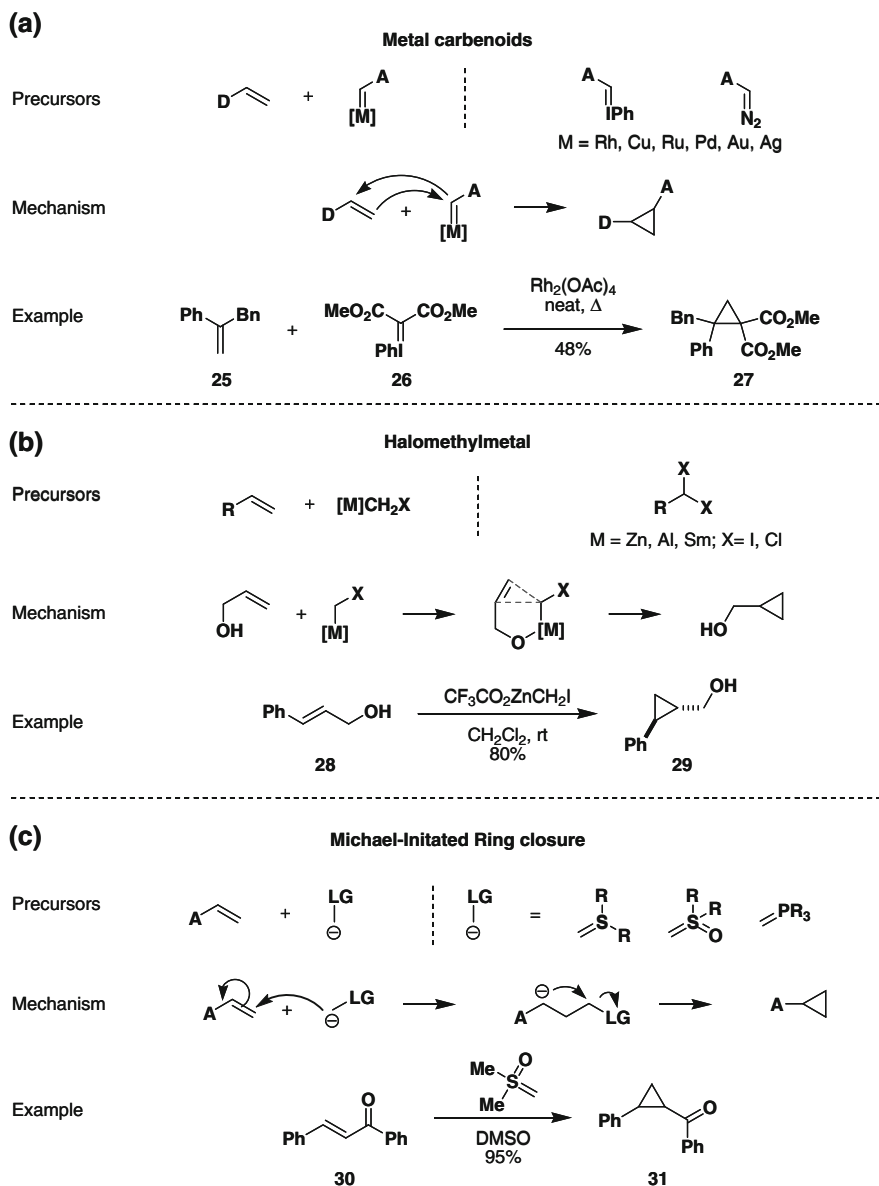 (a)
Metal carbenoids
Precursors
D + [M] A
A IPh A N2
M = Rh, Cu, Ru, Pd, Au, Ag
Mechanism
D + [M] A D A
Example
Ph Bn + MeO2C CO2Me PhI
Rh2(OAc)4
neat, Δ
48%
Bn Ph CO2Me CO2Me
25 26 27
(b)
Halomethylmetal
Precursors
R + [M]CH2X
R X X
M = Zn, Al, Sm; X= I, Cl
Mechanism
OH + [M] X O [M] X HO
Example
Ph OH
CF3CO2ZnCH2I
CH2Cl2, rt
80%
Ph OH
28 29
(c)
Michael-Initated Ring closure
Precursors
A + LG ⊖ LG ⊖ = S R R R R S O PR3
Mechanism
A + ⊖ LG A ⊖ LG A
Example
Ph O Ph
Me S O Me
DMSO
95%
Ph O Ph
30 31